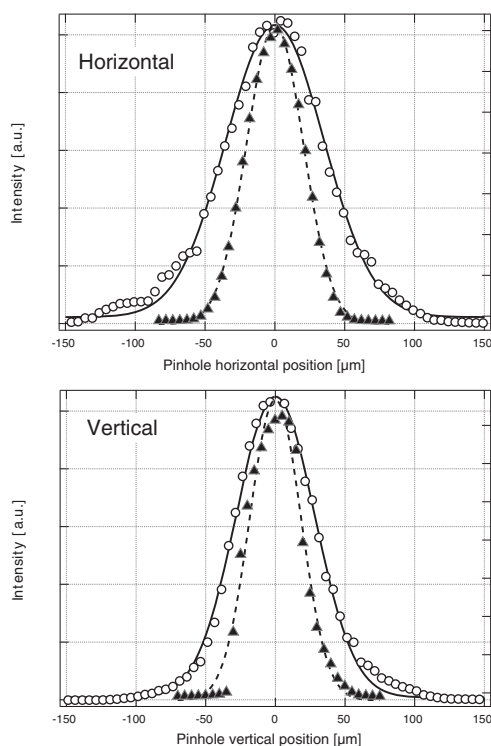 Horizontal
Intensity [a.u.]
-150 -100 -50 0 50 100 150
Pinhole horizontal position [µm]
Vertical
Intensity [a.u.]
-150 -100 -50 0 50 100 150
Pinhole vertical position [µm]